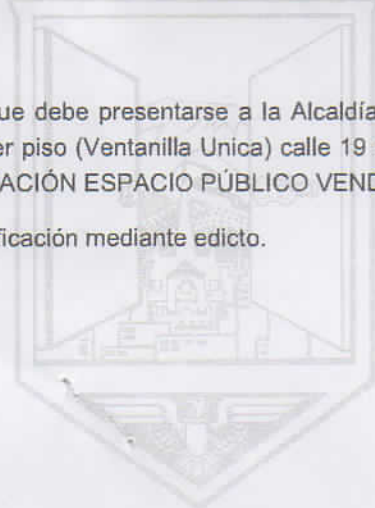 ue debe presentarse a la Alcaldía
er piso (Ventanilla Unica) calle 19
ACIÓN ESPACIO PÚBLICO VEND
ficación mediante edicto.